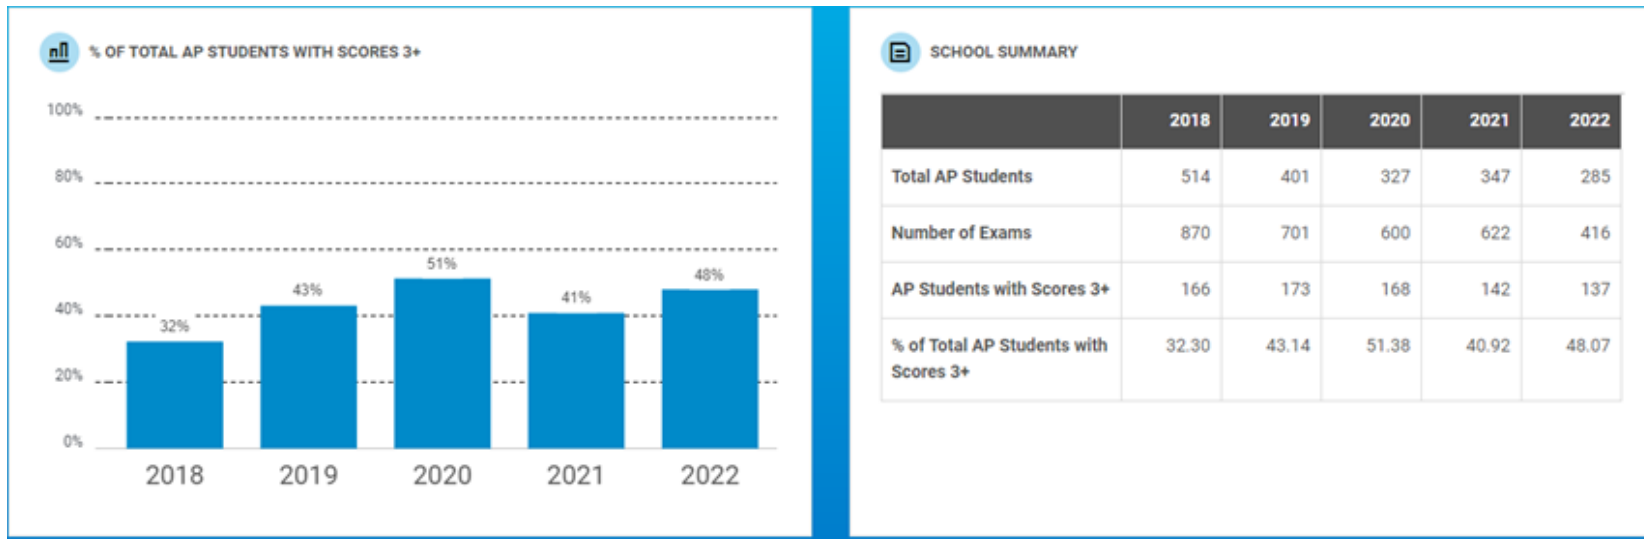 % OF TOTAL AP STUDENTS WITH SCORES 3+
100%
80%
60%
40%
20%
0%
32%
43%
51%
41%
48%
2018 2019 2020 2021 2022
SCHOOL SUMMARY
2018 2019 2020 2021 2022
Total AP Students 514 401 327 347 285
Number of Exams 870 701 600 622 416
AP Students with Scores 3+ 166 173 168 142 137
% of Total AP Students with 32.30 43.14 51.38 40.92 48.07
Scores 3+